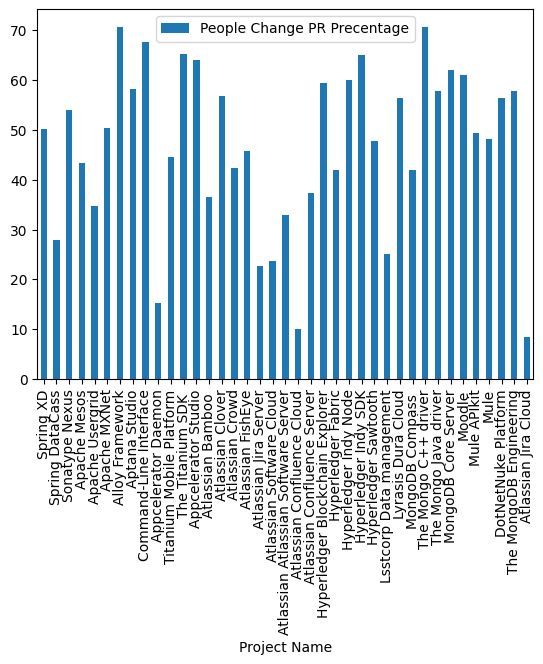 People Change PR Precentage
70
60
50
40
30
20
10
0
Spring XD
Spring DataCass
Sonatype Nexus
Apache Mesos
Apache Usergrid
Apache MXNet
Alloy Framework
Aptana Studio
Command-Line Interface
Appcelerator Daemon
Titanium Mobile Platform
The Titanium SDK
Appcelerator Studio
Atlassian Bamboo
Atlassian Clover
Atlassian Crowd
Atlassian FishEye
Atlassian Jira Server
Atlassian Software Cloud
Atlassian Atlassian Software Server
Atlassian Confluence Cloud
Atlassian Confluence Server
Hyperledger Blockchain Explorer
Hyperledger Fabric
Hyperledger Indy Node
Hyperledger Indy SDK
Hyperledger Sawtooth
Lsstcorp Data management
Lyrasis Dura Cloud
MongoDB Compass
The Mongo C++ driver
The Mongo Java driver
MongoDB Core Server
Moodle
Mule APIkit
Mule
DotNetNuke Platform
The MongoDB Engineering
Atlassian Jira Cloud
Project Name